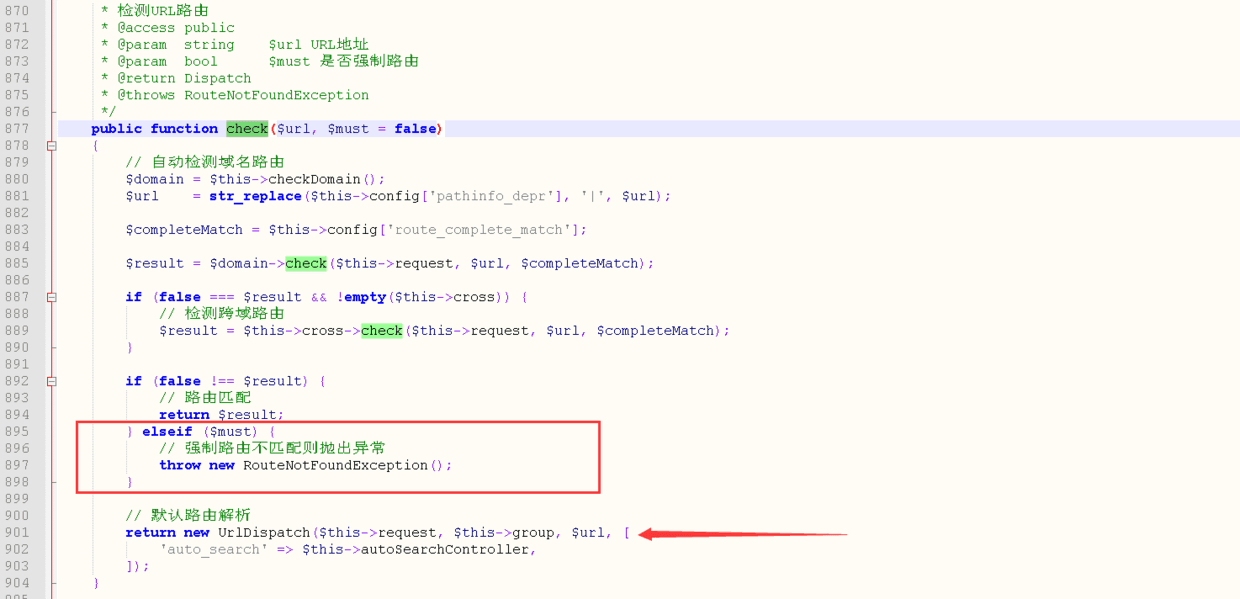 870 * 检测URL路由
871 * @access public
872 * @param  string    $url URL地址
873 * @param  bool      $must 是否强制路由
874 * @return Dispatch
875 * @throws RouteNotFoundException
876 */
877 public function check($url, $must = false)
878 {
879     // 自动检测域名路由
880     $domain = $this->checkDomain();
881     $url    = str_replace($this->config['pathinfo_depr'], '|', $url);
882
883     $completeMatch = $this->config['route_complete_match'];
884
885     $result = $domain->check($this->request, $url, $completeMatch);
886
887     if (false === $result && !empty($this->cross)) {
888         // 检测跨域路由
889         $result = $this->cross->check($this->request, $url, $completeMatch);
890     }
891
892     if (false !== $result) {
893         // 路由匹配
894         return $result;
895     } elseif ($must) {
896         // 强制路由不匹配则抛出异常
897         throw new RouteNotFoundException();
898     }
899
900     // 默认路由解析
901     return new UrlDispatch($this->request, $this->group, $url, [
902         'auto_search' => $this->autoSearchController,
903     ]);
904 }